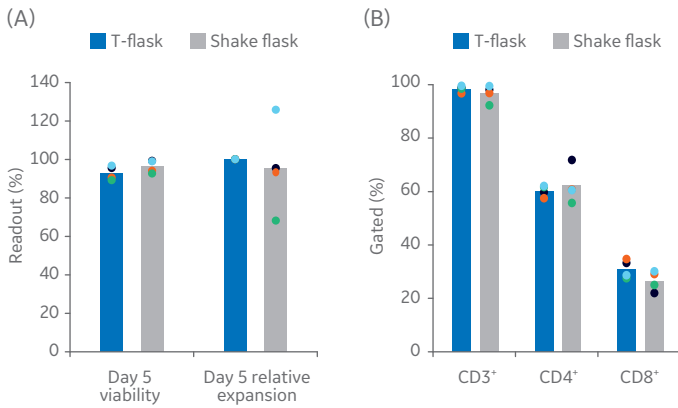 (A)
T-flask
Shake flask
Readout (%)
140
120
100
80
60
40
20
0
Day 5
viability
Day 5 relative
expansion
(B)
T-flask
Shake flask
Gated (%)
100
80
60
40
20
0
CD3⁺
CD4⁺
CD8⁺